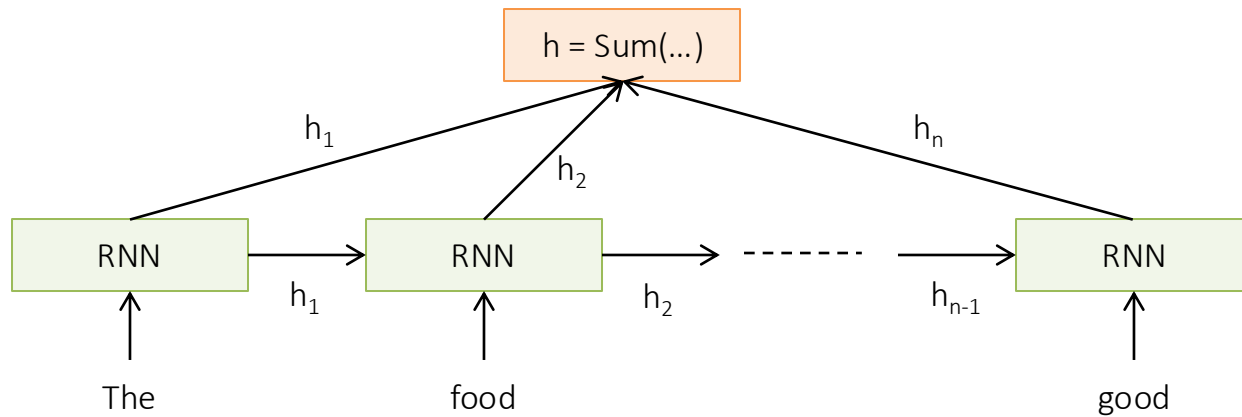 h = Sum(…)
h₁
h₂
hₙ
RNN
RNN
RNN
h₁
h₂
hₙ₋₁
The
food
good